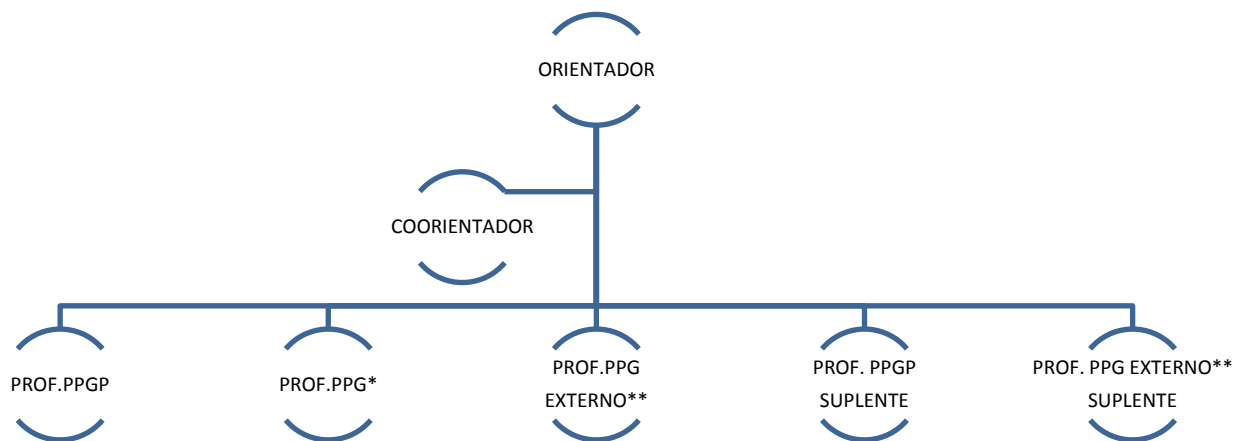 ORIENTADOR
COORIENTADOR
PROF.PPGP
PROF.PPG*
PROF.PPG
EXTERNO**
PROF. PPGP
SUPLENTE
PROF. PPG EXTERNO**
SUPLENTE